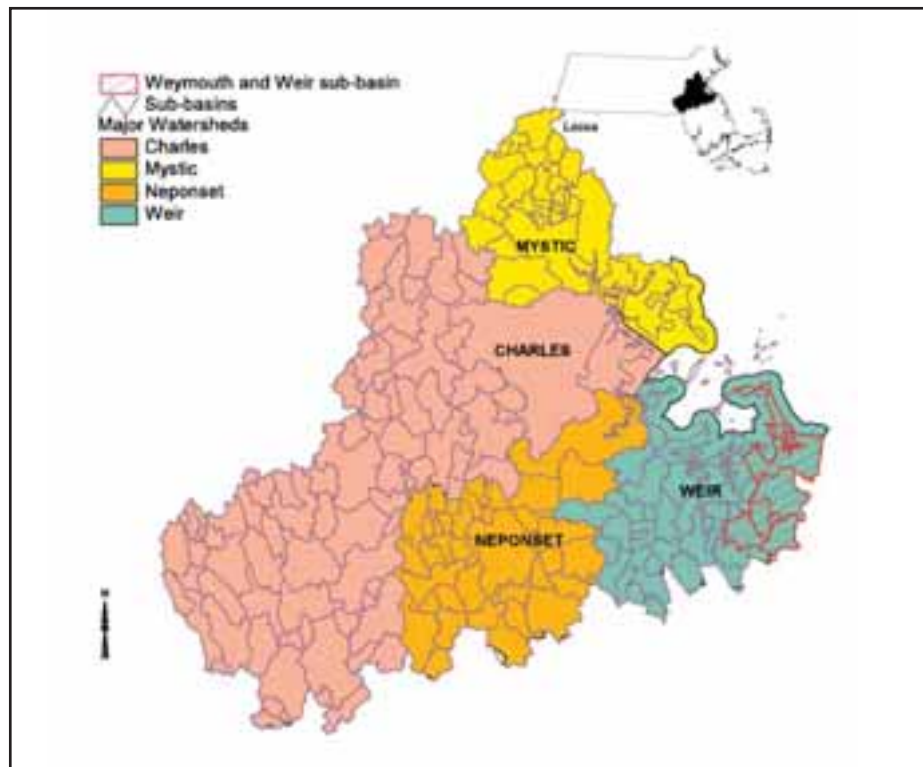 Weymouth and Weir sub-basin
Sub-basins
Major Watersheds
Charles
Mystic
Neponset
Weir
MYSTIC
CHARLES
WEIR
NEPONSET
N